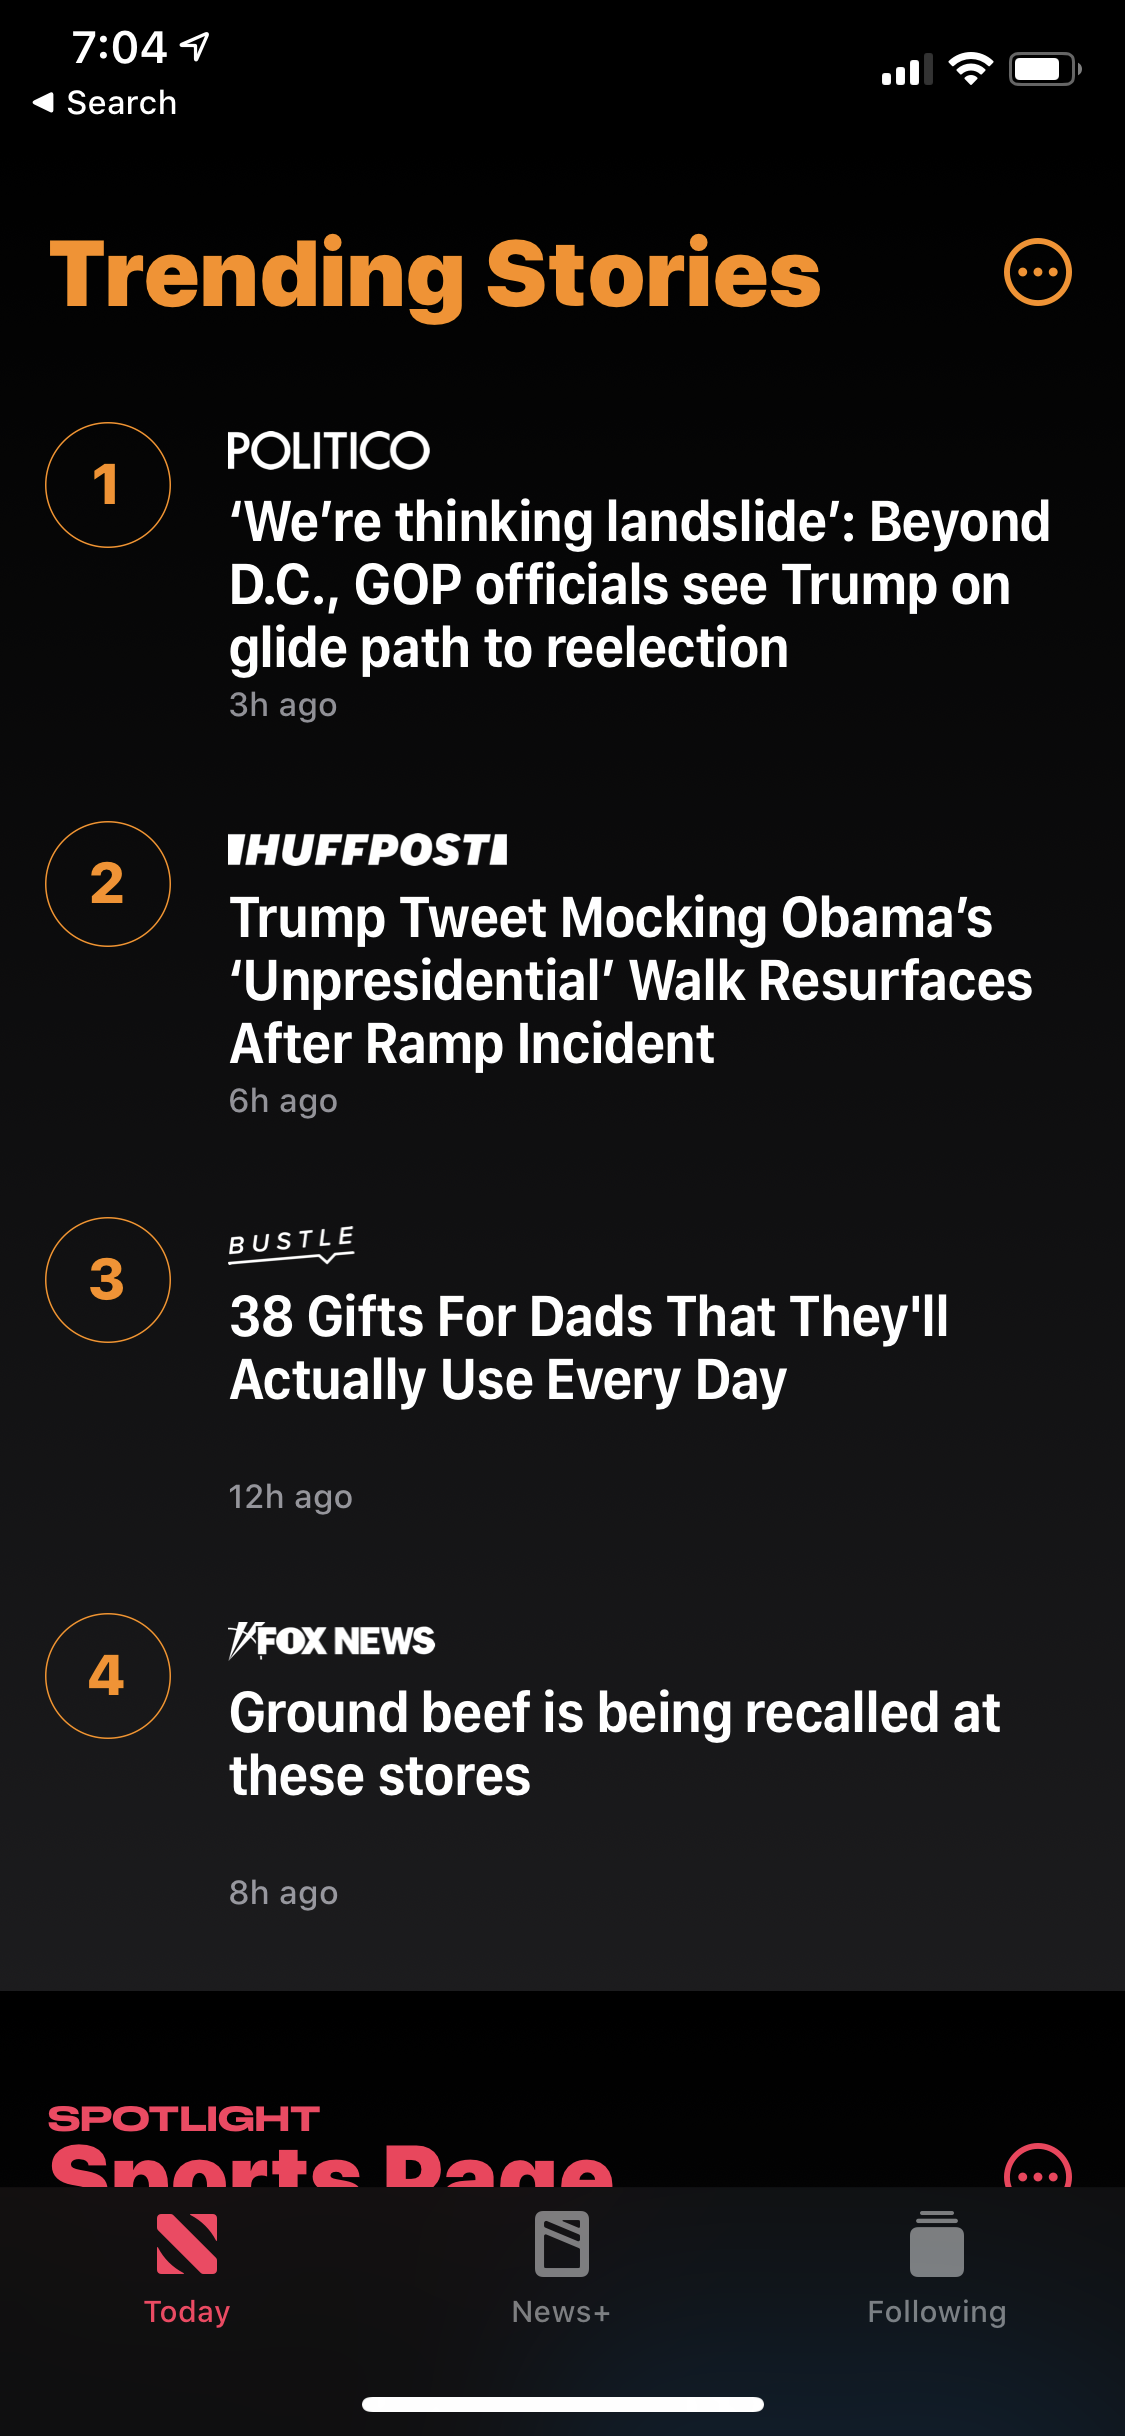 7:04
Search
Trending Stories
1
POLITICO
‘We’re thinking landslide’: Beyond
D.C., GOP officials see Trump on
glide path to reelection
3h ago
2
HUFFPOST
Trump Tweet Mocking Obama’s
‘Unpresidential’ Walk Resurfaces
After Ramp Incident
6h ago
3
BUSTLE
38 Gifts For Dads That They'll
Actually Use Every Day
12h ago
4
FOX NEWS
Ground beef is being recalled at
these stores
8h ago
SPOTLIGHT
Sports Page
Today
News+
Following